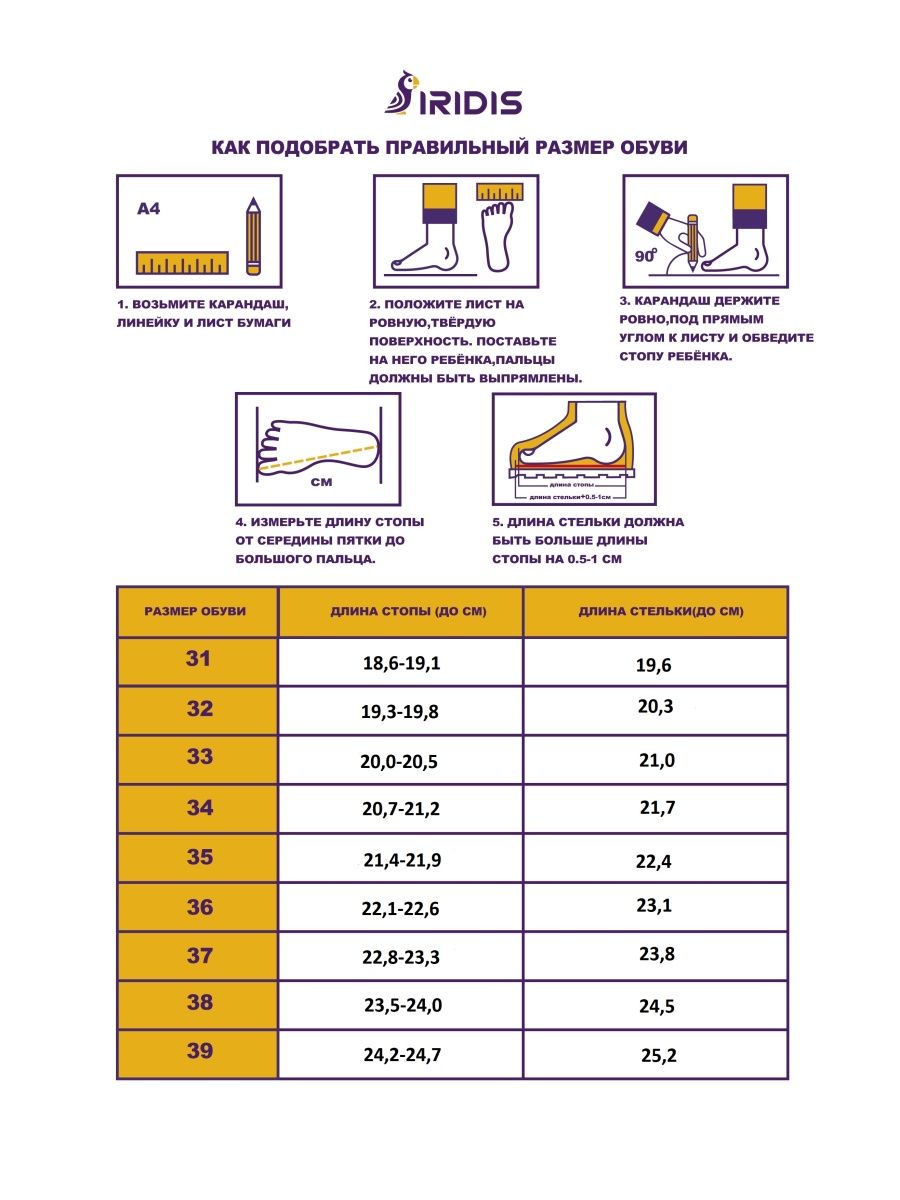 IRIDIS
КАК ПОДОБРАТЬ ПРАВИЛЬНЫЙ РАЗМЕР ОБУВИ
A4
90°
1. ВОЗЬМИТЕ КАРАНДАШ,
ЛИНЕЙКУ И ЛИСТ БУМАГИ
2. ПОЛОЖИТЕ ЛИСТ НА
РОВНУЮ,ТВЁРДУЮ
ПОВЕРХНОСТЬ. ПОСТАВЬТЕ
НА НЕГО РЕБЁНКА,ПАЛЬЦЫ
ДОЛЖНЫ БЫТЬ ВЫПРЯМЛЕНЫ.
3. КАРАНДАШ ДЕРЖИТЕ
РОВНО,ПОД ПРЯМЫМ
УГЛОМ К ЛИСТУ И ОБВЕДИТЕ
СТОПУ РЕБЁНКА.
СМ
4. ИЗМЕРЬТЕ ДЛИНУ СТОПЫ
ОТ СЕРЕДИНЫ ПЯТКИ ДО
БОЛЬШОГО ПАЛЬЦА.
длина стопы
длина стельки+0.5-1см
5. ДЛИНА СТЕЛЬКИ ДОЛЖНА
БЫТЬ БОЛЬШЕ ДЛИНЫ
СТОПЫ НА 0.5-1 СМ
РАЗМЕР ОБУВИ ДЛИНА СТОПЫ (ДО СМ) ДЛИНА СТЕЛЬКИ(ДО СМ)
31 18,6-19,1 19,6
32 19,3-19,8 20,3
33 20,0-20,5 21,0
34 20,7-21,2 21,7
35 21,4-21,9 22,4
36 22,1-22,6 23,1
37 22,8-23,3 23,8
38 23,5-24,0 24,5
39 24,2-24,7 25,2